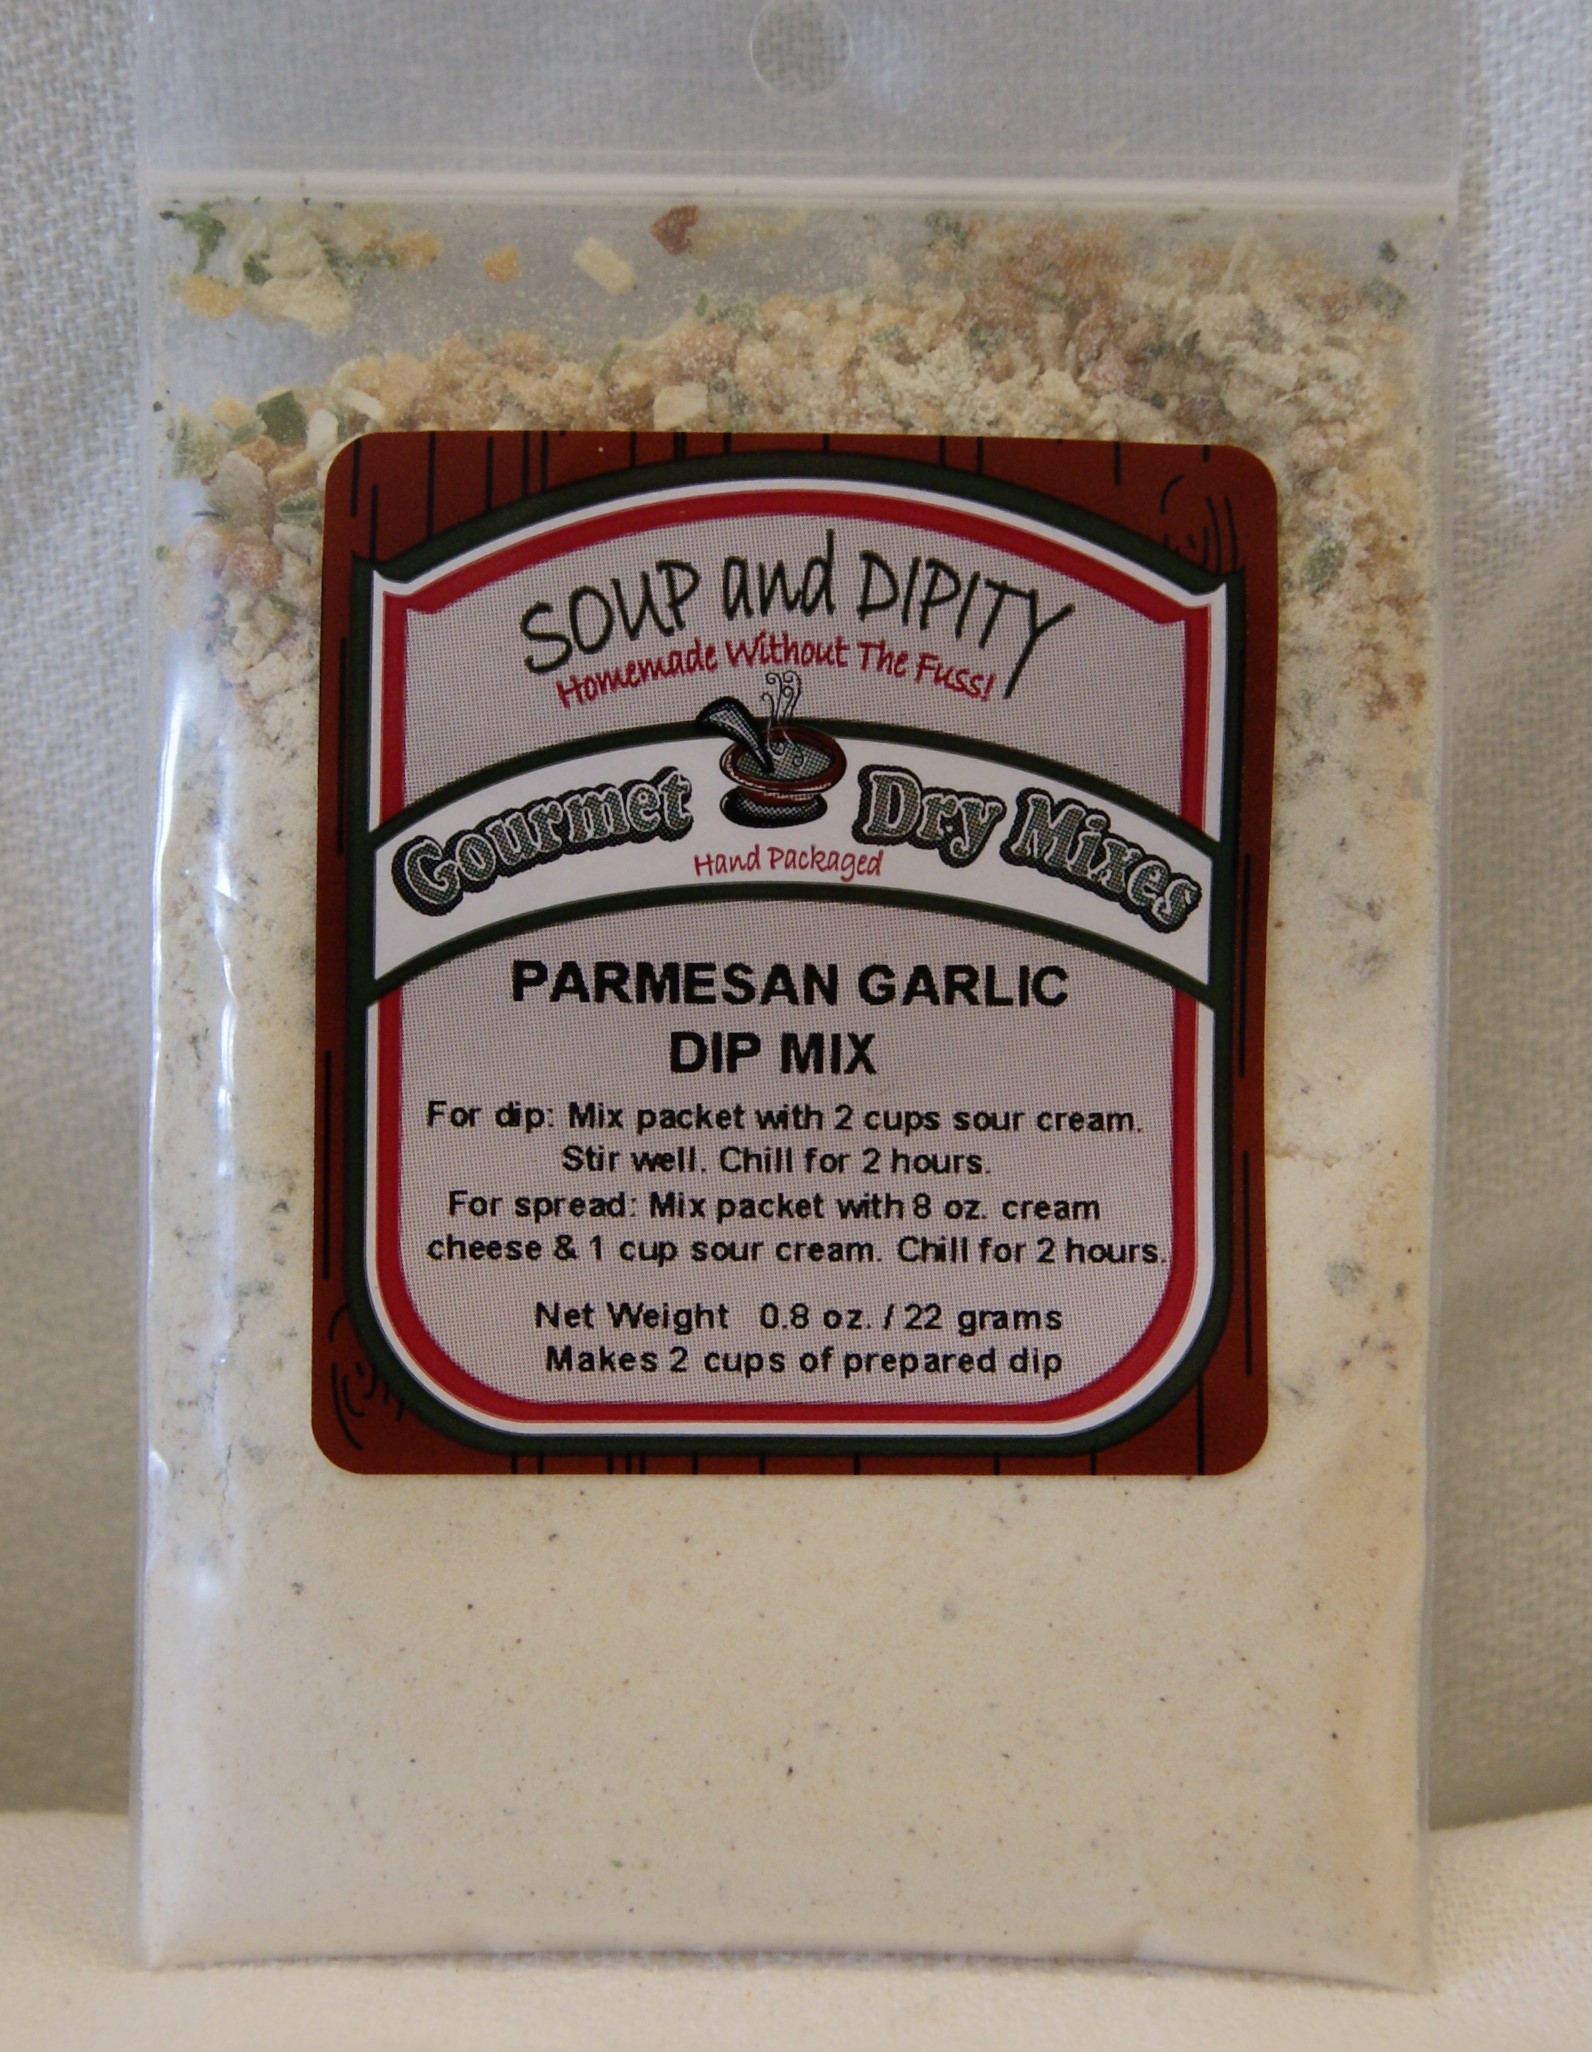 SOUP and DIPITY
Homemade Without The Fuss!
Gourmet Dry Mixes
Hand Packaged
PARMESAN GARLIC
DIP MIX
For dip: Mix packet with 2 cups sour cream.
Stir well. Chill for 2 hours.
For spread: Mix packet with 8 oz. cream
cheese & 1 cup sour cream. Chill for 2 hours.
Net Weight 0.8 oz. / 22 grams
Makes 2 cups of prepared dip